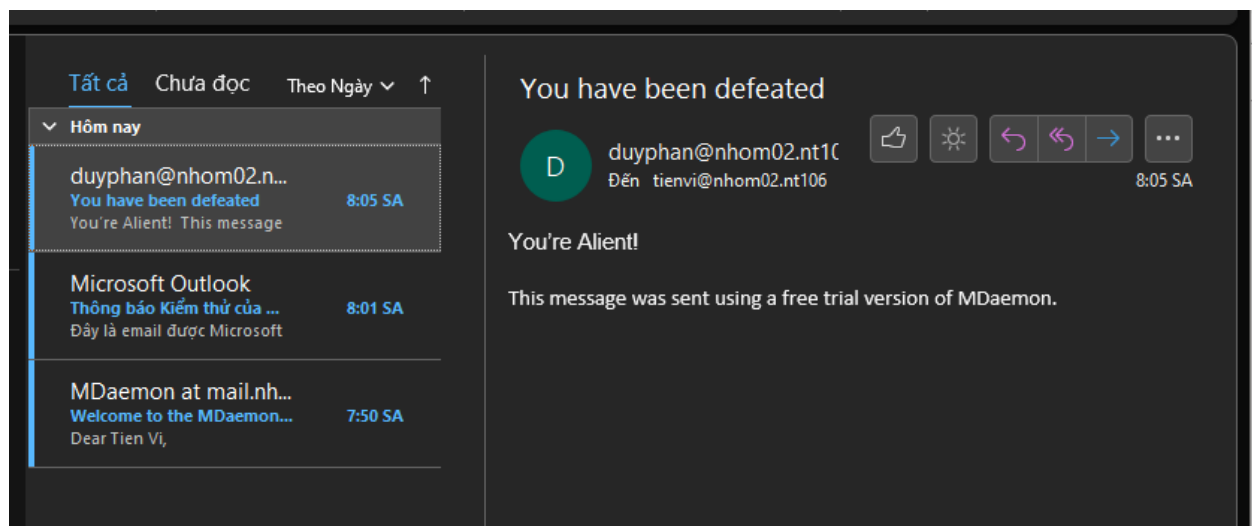 Tất cả Chưa đọc Theo Ngày ↑
Hôm nay
duyphan@nhom02.n...
You have been defeated 8:05 SA
You're Alient! This message
Microsoft Outlook
Thông báo Kiểm thử của ... 8:01 SA
Đây là email được Microsoft
MDaemon at mail.nh...
Welcome to the MDaemon... 7:50 SA
Dear Tien Vi,
You have been defeated
D
duyphan@nhom02.nt10
Đến tienvi@nhom02.nt106 8:05 SA
You're Alient!
This message was sent using a free trial version of MDaemon.